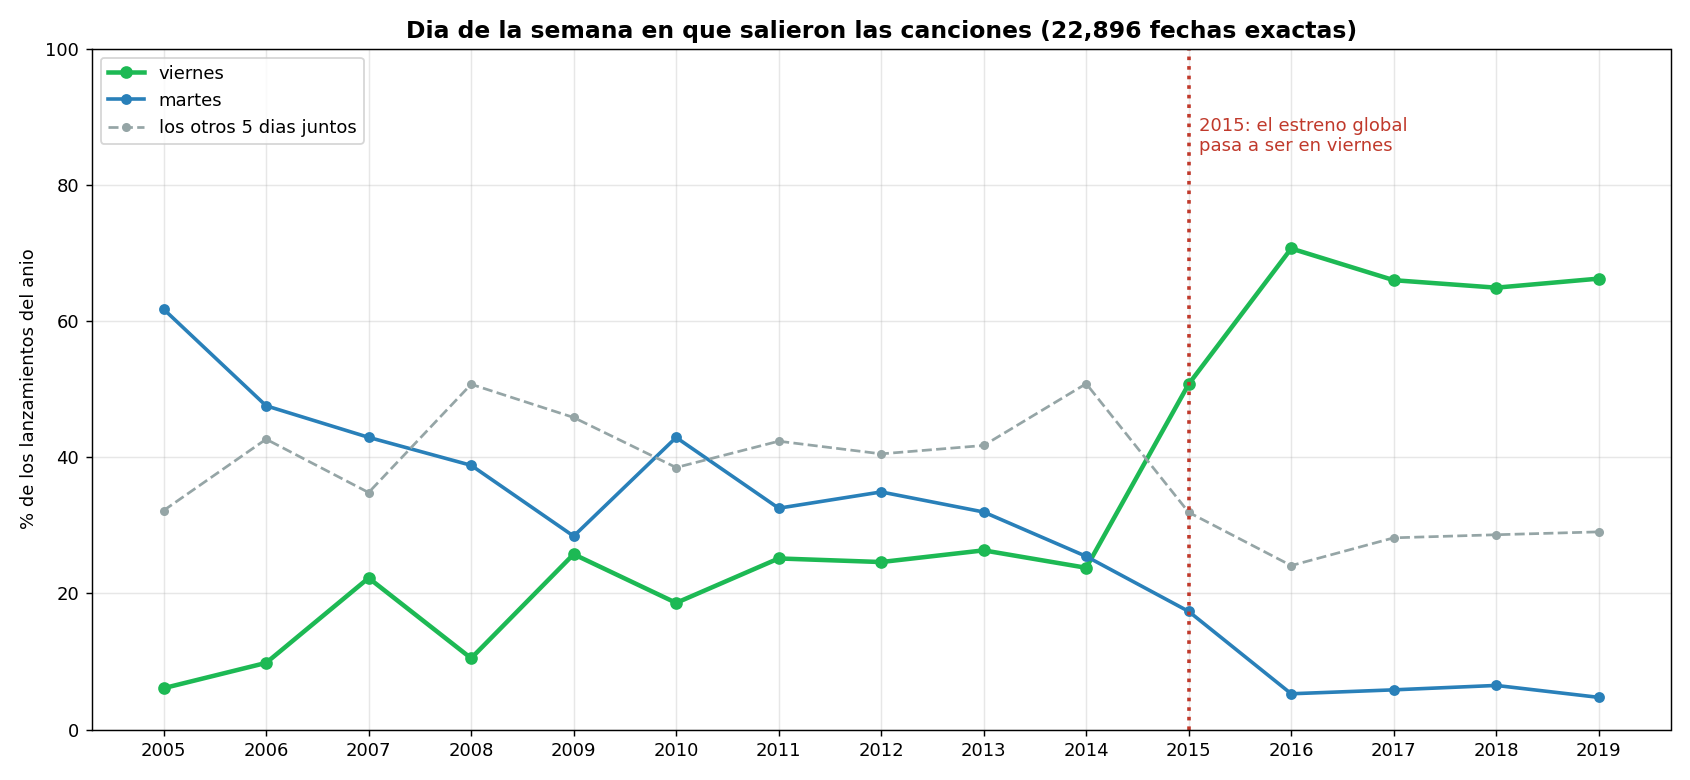 Dia de la semana en que salieron las canciones (22,896 fechas exactas)
% de los lanzamientos del anio
100
80
60
40
20
0
viernes
martes
los otros 5 dias juntos
2015: el estreno global
pasa a ser en viernes
2005 2006 2007 2008 2009 2010 2011 2012 2013 2014 2015 2016 2017 2018 2019